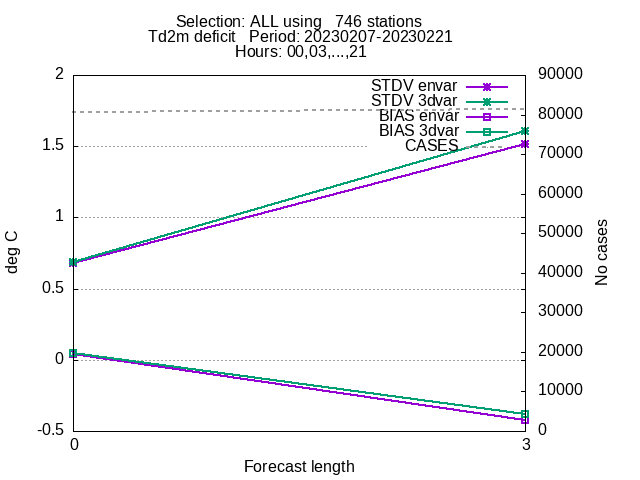 Selection: ALL using   746 stations
Td2m deficit   Period: 20230207-20230221
Hours: 00,03,...,21
2
1.5
1
0.5
0
-0.5
deg C
90000
80000
70000
60000
50000
40000
30000
20000
10000
0
No cases
STDV envar
STDV 3dvar
BIAS envar
BIAS 3dvar
CASES
0
3
Forecast length